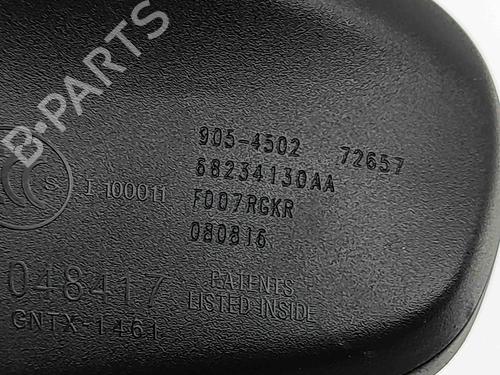 B-PARTS
905-4502 72657
68234130AA
S I 100011 F007RGKR
080816
048417 PATENTS
LISTED INSIDE
GNTX-1461